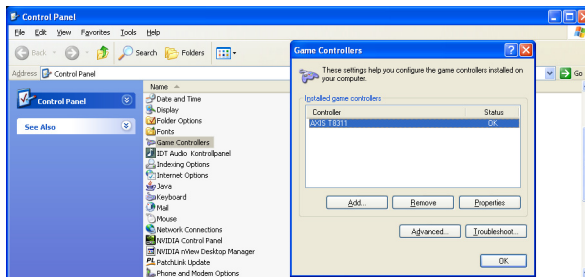 Control Panel
File Edit View Favorites Tools Help
Back Search Folders
Address Control Panel Go
Control Panel
See Also
Name
Date and Time
Display
Folder Options
Fonts
Game Controllers
IDT Audio Kontrollpanel
Indexing Options
Internet Options
Java
Keyboard
Mail
Mouse
Network Connections
NVIDIA Control Panel
NVIDIA nView Desktop Manager
PatchLink Update
Phone and Modem Options
Game Controllers
These settings help you configure the game controllers installed on
your computer.
Installed game controllers
Controller Status
AXIS T8311 OK
Add... Remove Properties
Advanced... Troubleshoot...
OK